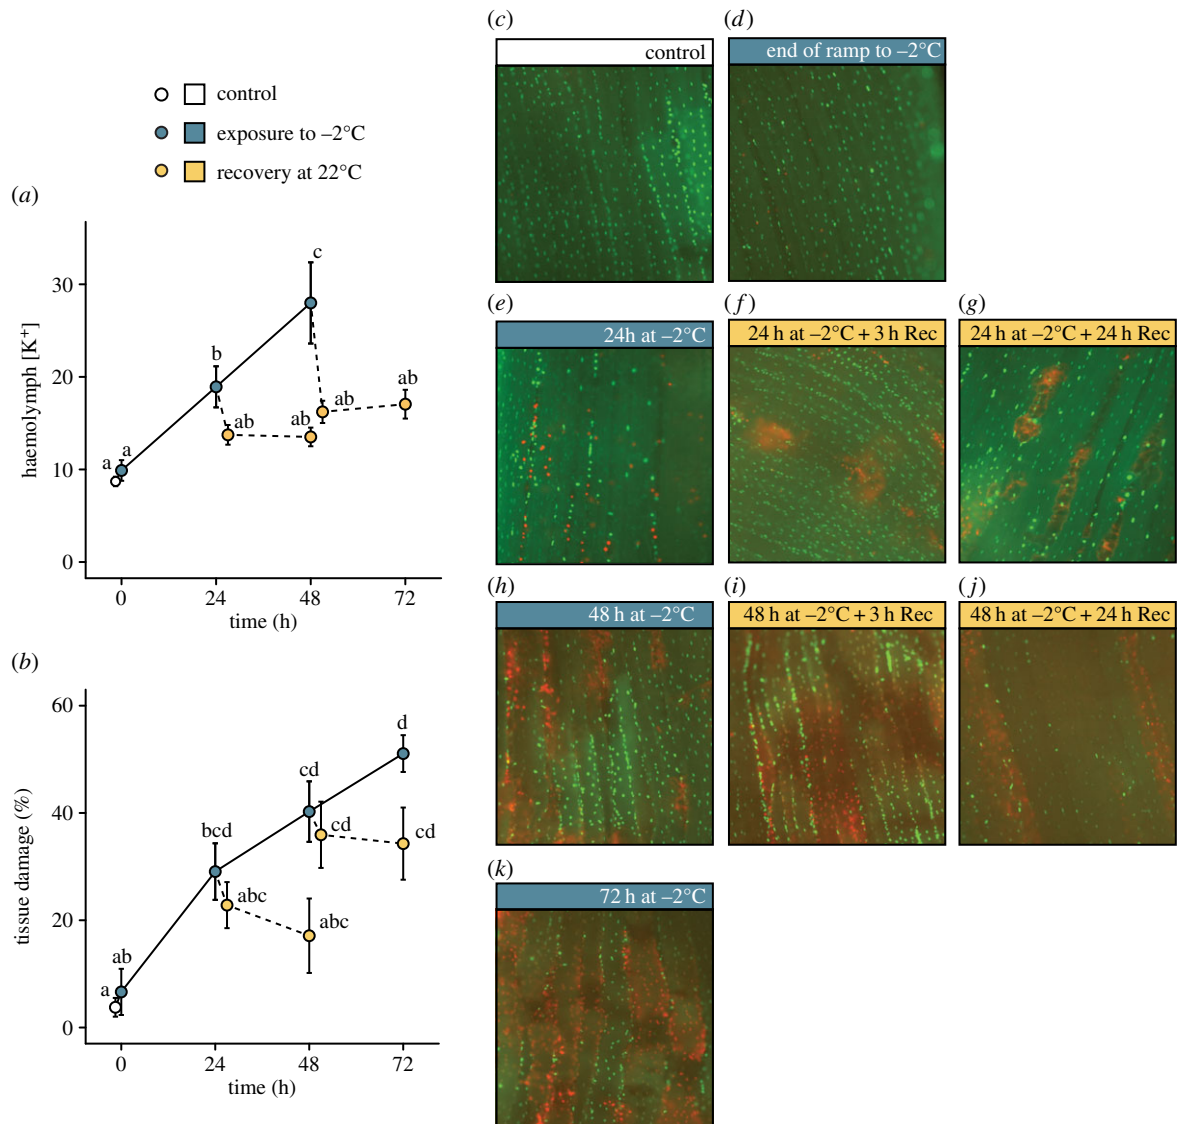 (c)
(d)
control
end of ramp to –2°C
control
exposure to –2°C
recovery at 22°C
(a)
haemolymph [K⁺]
30
20
10
0
a
a
b
ab
ab
c
ab
ab
0
24
48
72
time (h)
(e)
(f)
(g)
24h at –2°C
24 h at –2°C + 3 h Rec
24 h at –2°C + 24 h Rec
(h)
(i)
(j)
48 h at –2°C
48 h at –2°C + 3 h Rec
48 h at –2°C + 24 h Rec
(b)
tissue damage (%)
60
40
20
0
a
ab
bcd
abc
abc
cd
cd
d
cd
0
24
48
72
time (h)
(k)
72 h at –2°C